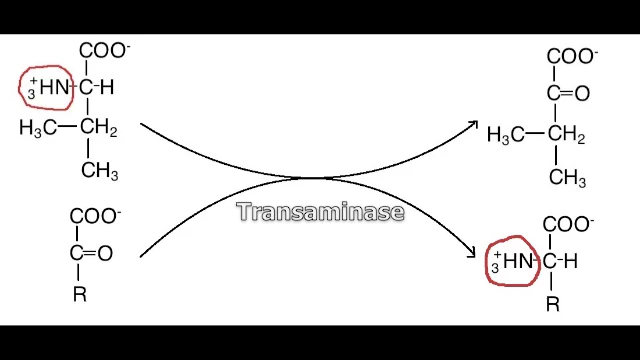 COO⁻
⁺₃HN-C-H
H₃C—CH₂
CH₃
COO⁻
C=O
R
Transaminase
COO⁻
C=O
H₃C—CH₂
CH₃
COO⁻
⁺₃HN-C-H
R